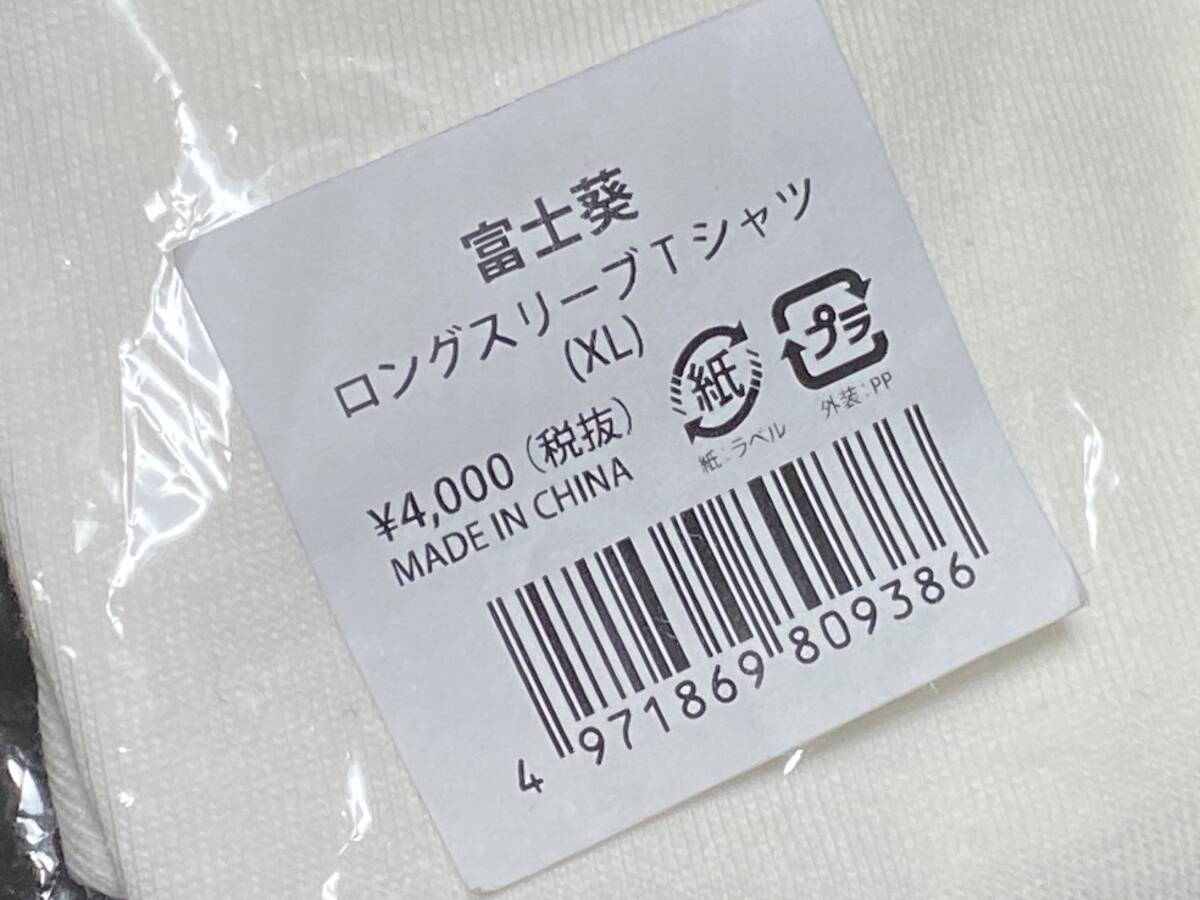 富士葵
ロングスリーブTシャツ
(XL)
¥4,000（税抜）
MADE IN CHINA
紙
紙：ラベル
プラ
外装：PP
4 971869 809386